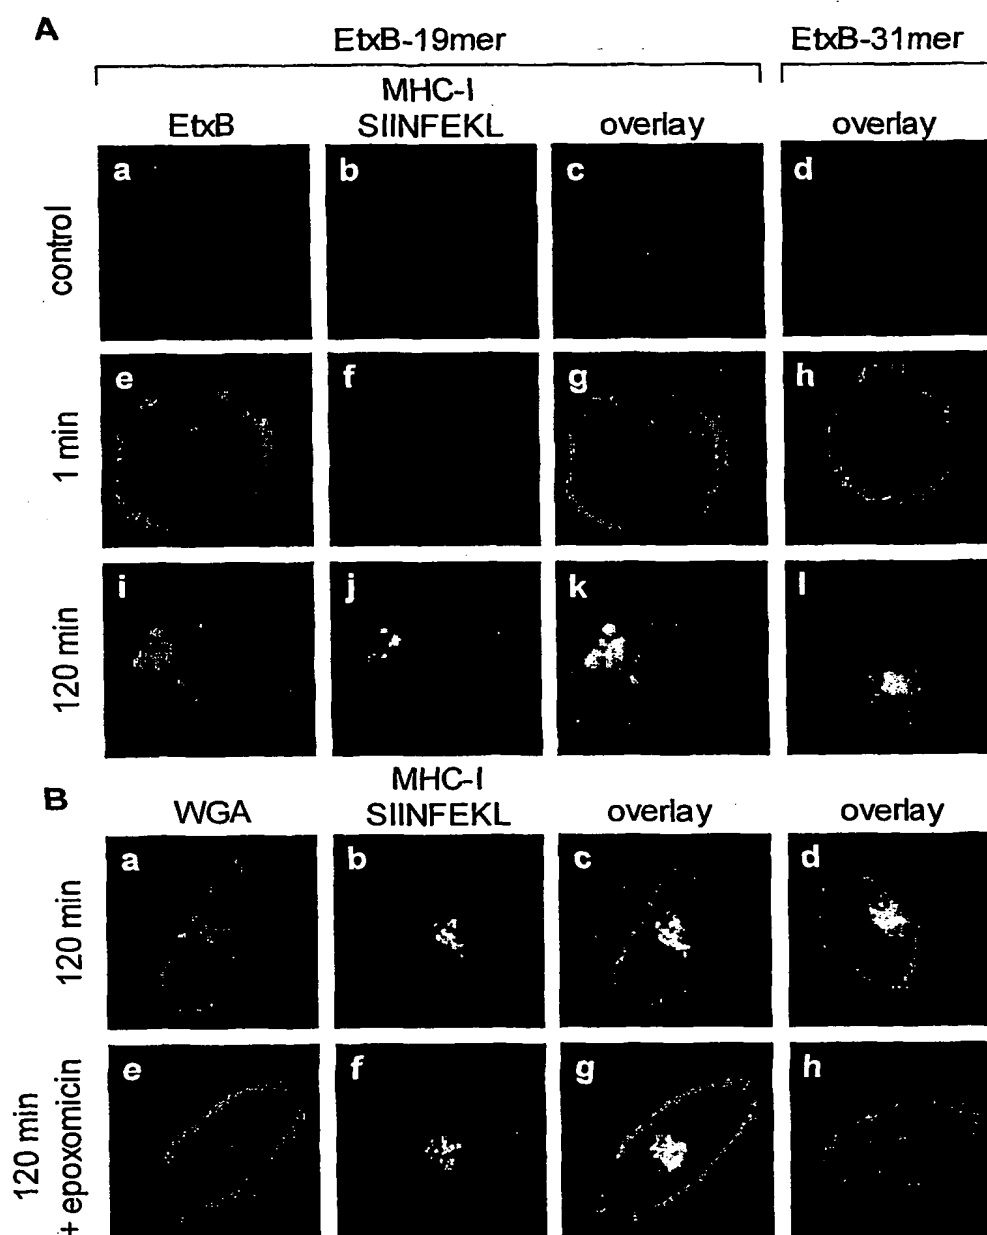 A
EtxB-19mer
EtxB-31mer
EtxB
MHC-I
SIINFEKL
overlay
overlay
control
a
b
c
d
1 min
e
f
g
h
120 min
i
j
k
l
B
WGA
MHC-I
SIINFEKL
overlay
overlay
120 min
a
b
c
d
120 min
+ epoxomicin
e
f
g
h